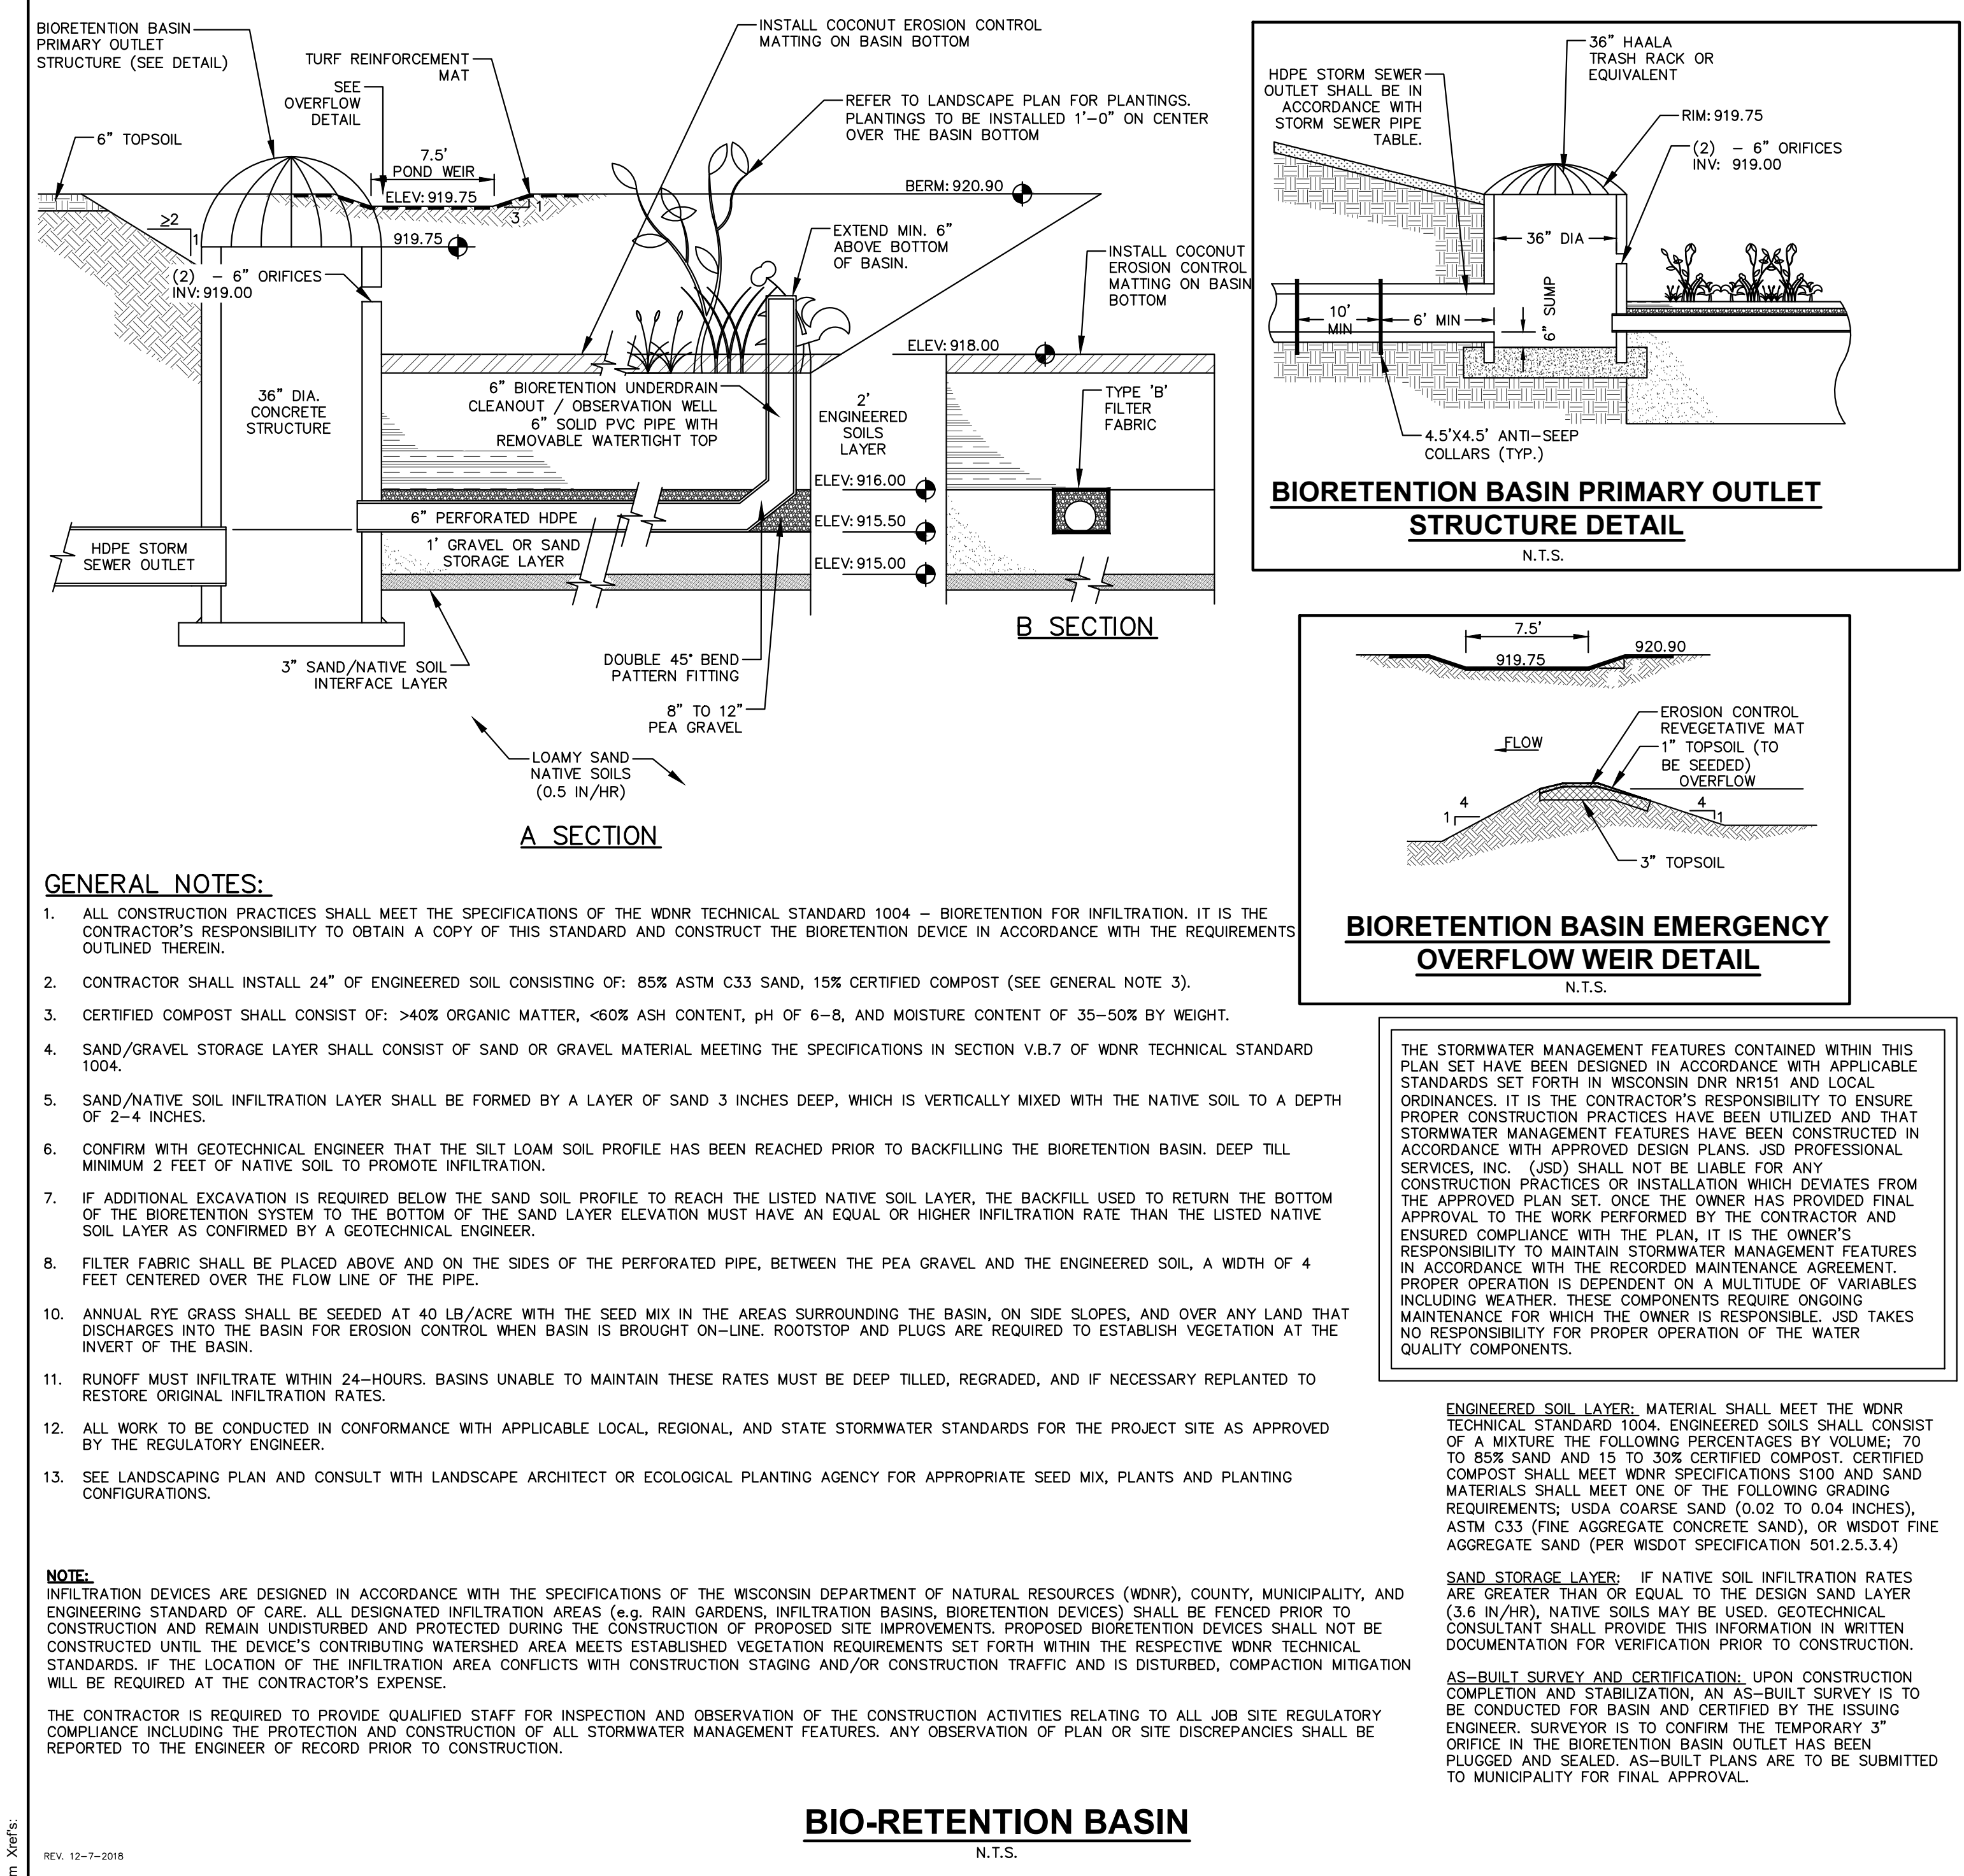 BIORETENTION BASIN
PRIMARY OUTLET
STRUCTURE (SEE DETAIL)
TURF REINFORCEMENT
MAT
SEE
OVERFLOW
DETAIL
INSTALL COCONUT EROSION CONTROL
MATTING ON BASIN BOTTOM
REFER TO LANDSCAPE PLAN FOR PLANTINGS.
PLANTINGS TO BE INSTALLED 1'-0" ON CENTER
OVER THE BASIN BOTTOM
6" TOPSOIL
7.5'
POND WEIR
ELEV: 919.75
3
1
BERM: 920.90
≥2
1
919.75
(2) - 6" ORIFICES
INV: 919.00
EXTEND MIN. 6"
ABOVE BOTTOM
OF BASIN.
INSTALL COCONUT
EROSION CONTROL
MATTING ON BASIN
BOTTOM
ELEV: 918.00
36" DIA.
CONCRETE
STRUCTURE
6" BIORETENTION UNDERDRAIN
CLEANOUT / OBSERVATION WELL
6" SOLID PVC PIPE WITH
REMOVABLE WATERTIGHT TOP
2'
ENGINEERED
SOILS
LAYER
TYPE 'B'
FILTER
FABRIC
ELEV: 916.00
ELEV: 915.50
ELEV: 915.00
6" PERFORATED HDPE
1' GRAVEL OR SAND
STORAGE LAYER
HDPE STORM
SEWER OUTLET
B SECTION
3" SAND/NATIVE SOIL
INTERFACE LAYER
DOUBLE 45° BEND
PATTERN FITTING
8" TO 12"
PEA GRAVEL
LOAMY SAND
NATIVE SOILS
(0.5 IN/HR)
A SECTION
36" HAALA
TRASH RACK OR
EQUIVALENT
HDPE STORM SEWER
OUTLET SHALL BE IN
ACCORDANCE WITH
STORM SEWER PIPE
TABLE.
RIM: 919.75
(2) - 6" ORIFICES
INV: 919.00
36" DIA
10'
MIN
6' MIN
6" SUMP
4.5'X4.5' ANTI-SEEP
COLLARS (TYP.)
BIORETENTION BASIN PRIMARY OUTLET
STRUCTURE DETAIL
N.T.S.
7.5'
919.75
920.90
EROSION CONTROL
REVEGETATIVE MAT
1" TOPSOIL (TO
BE SEEDED)
OVERFLOW
FLOW
4
1
4
1
3" TOPSOIL
BIORETENTION BASIN EMERGENCY
OVERFLOW WEIR DETAIL
N.T.S.
GENERAL NOTES:
1. ALL CONSTRUCTION PRACTICES SHALL MEET THE SPECIFICATIONS OF THE WDNR TECHNICAL STANDARD 1004 - BIORETENTION FOR INFILTRATION. IT IS THE
CONTRACTOR'S RESPONSIBILITY TO OBTAIN A COPY OF THIS STANDARD AND CONSTRUCT THE BIORETENTION DEVICE IN ACCORDANCE WITH THE REQUIREMENTS
OUTLINED THEREIN.
2. CONTRACTOR SHALL INSTALL 24" OF ENGINEERED SOIL CONSISTING OF: 85% ASTM C33 SAND, 15% CERTIFIED COMPOST (SEE GENERAL NOTE 3).
3. CERTIFIED COMPOST SHALL CONSIST OF: >40% ORGANIC MATTER, <60% ASH CONTENT, pH OF 6-8, AND MOISTURE CONTENT OF 35-50% BY WEIGHT.
4. SAND/GRAVEL STORAGE LAYER SHALL CONSIST OF SAND OR GRAVEL MATERIAL MEETING THE SPECIFICATIONS IN SECTION V.B.7 OF WDNR TECHNICAL STANDARD
1004.
5. SAND/NATIVE SOIL INFILTRATION LAYER SHALL BE FORMED BY A LAYER OF SAND 3 INCHES DEEP, WHICH IS VERTICALLY MIXED WITH THE NATIVE SOIL TO A DEPTH
OF 2-4 INCHES.
6. CONFIRM WITH GEOTECHNICAL ENGINEER THAT THE SILT LOAM SOIL PROFILE HAS BEEN REACHED PRIOR TO BACKFILLING THE BIORETENTION BASIN. DEEP TILL
MINIMUM 2 FEET OF NATIVE SOIL TO PROMOTE INFILTRATION.
7. IF ADDITIONAL EXCAVATION IS REQUIRED BELOW THE SAND SOIL PROFILE TO REACH THE LISTED NATIVE SOIL LAYER, THE BACKFILL USED TO RETURN THE BOTTOM
OF THE BIORETENTION SYSTEM TO THE BOTTOM OF THE SAND LAYER ELEVATION MUST HAVE AN EQUAL OR HIGHER INFILTRATION RATE THAN THE LISTED NATIVE
SOIL LAYER AS CONFIRMED BY A GEOTECHNICAL ENGINEER.
8. FILTER FABRIC SHALL BE PLACED ABOVE AND ON THE SIDES OF THE PERFORATED PIPE, BETWEEN THE PEA GRAVEL AND THE ENGINEERED SOIL, A WIDTH OF 4
FEET CENTERED OVER THE FLOW LINE OF THE PIPE.
10. ANNUAL RYE GRASS SHALL BE SEEDED AT 40 LB/ACRE WITH THE SEED MIX IN THE AREAS SURROUNDING THE BASIN, ON SIDE SLOPES, AND OVER ANY LAND THAT
DISCHARGES INTO THE BASIN FOR EROSION CONTROL WHEN BASIN IS BROUGHT ON-LINE. ROOTSTOP AND PLUGS ARE REQUIRED TO ESTABLISH VEGETATION AT THE
INVERT OF THE BASIN.
11. RUNOFF MUST INFILTRATE WITHIN 24-HOURS. BASINS UNABLE TO MAINTAIN THESE RATES MUST BE DEEP TILLED, REGRADED, AND IF NECESSARY REPLANTED TO
RESTORE ORIGINAL INFILTRATION RATES.
12. ALL WORK TO BE CONDUCTED IN CONFORMANCE WITH APPLICABLE LOCAL, REGIONAL, AND STATE STORMWATER STANDARDS FOR THE PROJECT SITE AS APPROVED
BY THE REGULATORY ENGINEER.
13. SEE LANDSCAPING PLAN AND CONSULT WITH LANDSCAPE ARCHITECT OR ECOLOGICAL PLANTING AGENCY FOR APPROPRIATE SEED MIX, PLANTS AND PLANTING
CONFIGURATIONS.
NOTE:
INFILTRATION DEVICES ARE DESIGNED IN ACCORDANCE WITH THE SPECIFICATIONS OF THE WISCONSIN DEPARTMENT OF NATURAL RESOURCES (WDNR), COUNTY, MUNICIPALITY, AND
ENGINEERING STANDARD OF CARE. ALL DESIGNATED INFILTRATION AREAS (e.g. RAIN GARDENS, INFILTRATION BASINS, BIORETENTION DEVICES) SHALL BE FENCED PRIOR TO
CONSTRUCTION AND REMAIN UNDISTURBED AND PROTECTED DURING THE CONSTRUCTION OF PROPOSED SITE IMPROVEMENTS. PROPOSED BIORETENTION DEVICES SHALL NOT BE
CONSTRUCTED UNTIL THE DEVICE'S CONTRIBUTING WATERSHED AREA MEETS ESTABLISHED VEGETATION REQUIREMENTS SET FORTH WITHIN THE RESPECTIVE WDNR TECHNICAL
STANDARDS. IF THE LOCATION OF THE INFILTRATION AREA CONFLICTS WITH CONSTRUCTION STAGING AND/OR CONSTRUCTION TRAFFIC AND IS DISTURBED, COMPACTION MITIGATION
WILL BE REQUIRED AT THE CONTRACTOR'S EXPENSE.
THE CONTRACTOR IS REQUIRED TO PROVIDE QUALIFIED STAFF FOR INSPECTION AND OBSERVATION OF THE CONSTRUCTION ACTIVITIES RELATING TO ALL JOB SITE REGULATORY
COMPLIANCE INCLUDING THE PROTECTION AND CONSTRUCTION OF ALL STORMWATER MANAGEMENT FEATURES. ANY OBSERVATION OF PLAN OR SITE DISCREPANCIES SHALL BE
REPORTED TO THE ENGINEER OF RECORD PRIOR TO CONSTRUCTION.
THE STORMWATER MANAGEMENT FEATURES CONTAINED WITHIN THIS
PLAN SET HAVE BEEN DESIGNED IN ACCORDANCE WITH APPLICABLE
STANDARDS SET FORTH IN WISCONSIN DNR NR151 AND LOCAL
ORDINANCES. IT IS THE CONTRACTOR'S RESPONSIBILITY TO ENSURE
PROPER CONSTRUCTION PRACTICES HAVE BEEN UTILIZED AND THAT
STORMWATER MANAGEMENT FEATURES HAVE BEEN CONSTRUCTED IN
ACCORDANCE WITH APPROVED DESIGN PLANS. JSD PROFESSIONAL
SERVICES, INC. (JSD) SHALL NOT BE LIABLE FOR ANY
CONSTRUCTION PRACTICES OR INSTALLATION WHICH DEVIATES FROM
THE APPROVED PLAN SET. ONCE THE OWNER HAS PROVIDED FINAL
APPROVAL TO THE WORK PERFORMED BY THE CONTRACTOR AND
ENSURED COMPLIANCE WITH THE PLAN, IT IS THE OWNER'S
RESPONSIBILITY TO MAINTAIN STORMWATER MANAGEMENT FEATURES
IN ACCORDANCE WITH THE RECORDED MAINTENANCE AGREEMENT.
PROPER OPERATION IS DEPENDENT ON A MULTITUDE OF VARIABLES
INCLUDING WEATHER. THESE COMPONENTS REQUIRE ONGOING
MAINTENANCE FOR WHICH THE OWNER IS RESPONSIBLE. JSD TAKES
NO RESPONSIBILITY FOR PROPER OPERATION OF THE WATER
QUALITY COMPONENTS.
ENGINEERED SOIL LAYER: MATERIAL SHALL MEET THE WDNR
TECHNICAL STANDARD 1004. ENGINEERED SOILS SHALL CONSIST
OF A MIXTURE THE FOLLOWING PERCENTAGES BY VOLUME; 70
TO 85% SAND AND 15 TO 30% CERTIFIED COMPOST. CERTIFIED
COMPOST SHALL MEET WDNR SPECIFICATIONS S100 AND SAND
MATERIALS SHALL MEET ONE OF THE FOLLOWING GRADING
REQUIREMENTS; USDA COARSE SAND (0.02 TO 0.04 INCHES),
ASTM C33 (FINE AGGREGATE CONCRETE SAND), OR WISDOT FINE
AGGREGATE SAND (PER WISDOT SPECIFICATION 501.2.5.3.4)
SAND STORAGE LAYER: IF NATIVE SOIL INFILTRATION RATES
ARE GREATER THAN OR EQUAL TO THE DESIGN SAND LAYER
(3.6 IN/HR), NATIVE SOILS MAY BE USED. GEOTECHNICAL
CONSULTANT SHALL PROVIDE THIS INFORMATION IN WRITTEN
DOCUMENTATION FOR VERIFICATION PRIOR TO CONSTRUCTION.
AS-BUILT SURVEY AND CERTIFICATION: UPON CONSTRUCTION
COMPLETION AND STABILIZATION, AN AS-BUILT SURVEY IS TO
BE CONDUCTED FOR BASIN AND CERTIFIED BY THE ISSUING
ENGINEER. SURVEYOR IS TO CONFIRM THE TEMPORARY 3"
ORIFICE IN THE BIORETENTION BASIN OUTLET HAS BEEN
PLUGGED AND SEALED. AS-BUILT PLANS ARE TO BE SUBMITTED
TO MUNICIPALITY FOR FINAL APPROVAL.
BIO-RETENTION BASIN
N.T.S.
REV. 12-7-2018
Xref's: